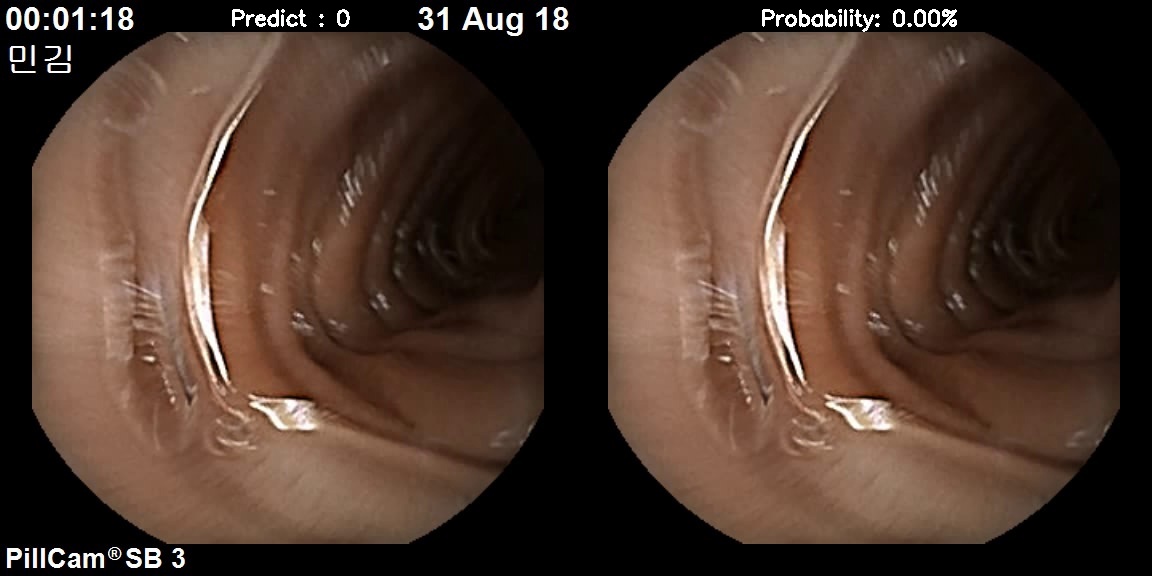 00:01:18 Predict : 0 31 Aug 18 Probability: 0.00%
민김
PillCam® SB 3